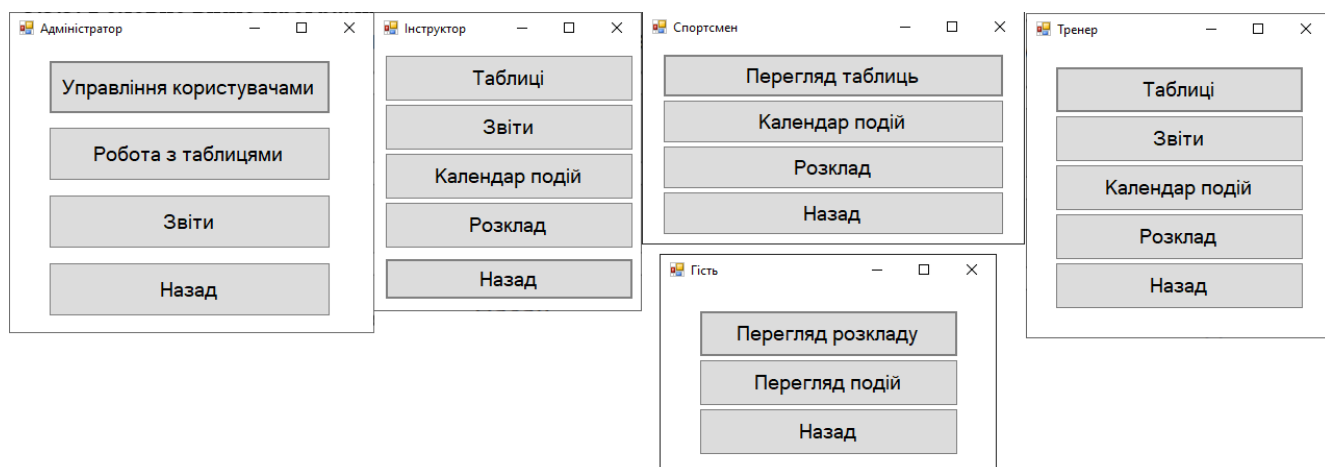 Адміністратор
Управління користувачами
Робота з таблицями
Звіти
Назад
Інструктор
Таблиці
Звіти
Календар подій
Розклад
Назад
Спортсмен
Перегляд таблиць
Календар подій
Розклад
Назад
Гість
Перегляд розкладу
Перегляд подій
Назад
Тренер
Таблиці
Звіти
Календар подій
Розклад
Назад